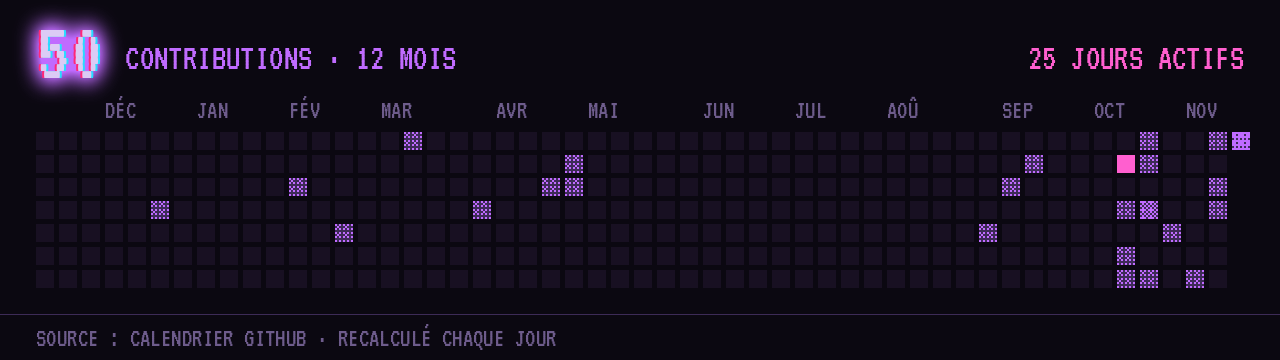 50 CONTRIBUTIONS · 12 MOIS 25 JOURS ACTIFS
DÉC JAN FÉV MAR AVR MAI JUN JUL AOÛ SEP OCT NOV
SOURCE : CALENDRIER GITHUB · RECALCULÉ CHAQUE JOUR